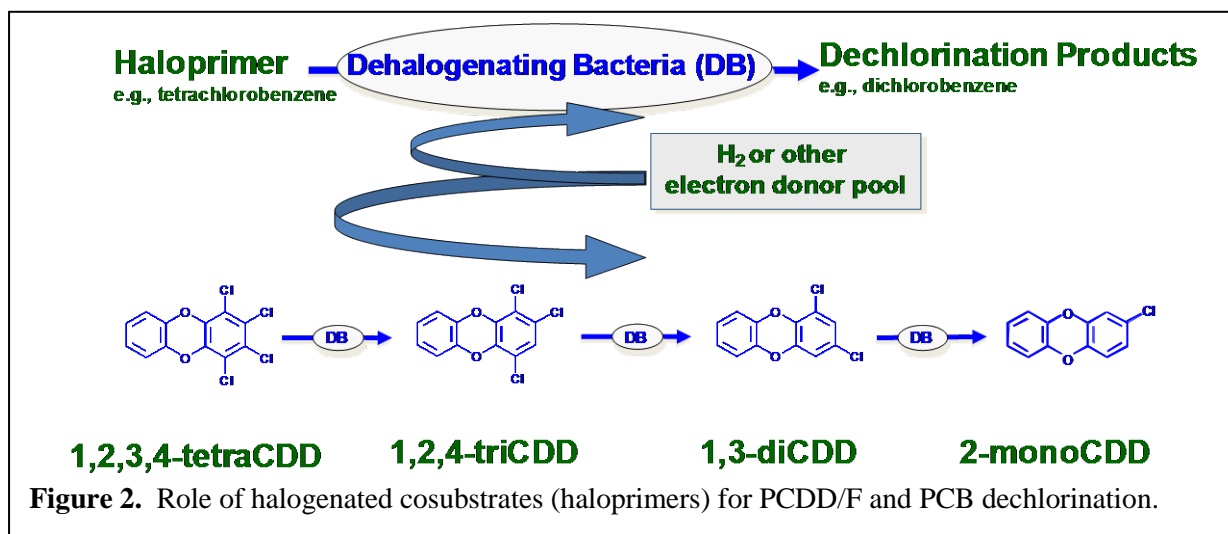 Haloprimer
e.g., tetrachlorobenzene
Dehalogenating Bacteria (DB)
Dechlorination Products
e.g., dichlorobenzene
H2 or other
electron donor pool
Cl
Cl
Cl
Cl
O
O
DB
Cl
Cl
Cl
O
O
DB
Cl
Cl
O
O
DB
Cl
O
O
1,2,3,4-tetraCDD
1,2,4-triCDD
1,3-diCDD
2-monoCDD
Figure 2. Role of halogenated cosubstrates (haloprimers) for PCDD/F and PCB dechlorination.